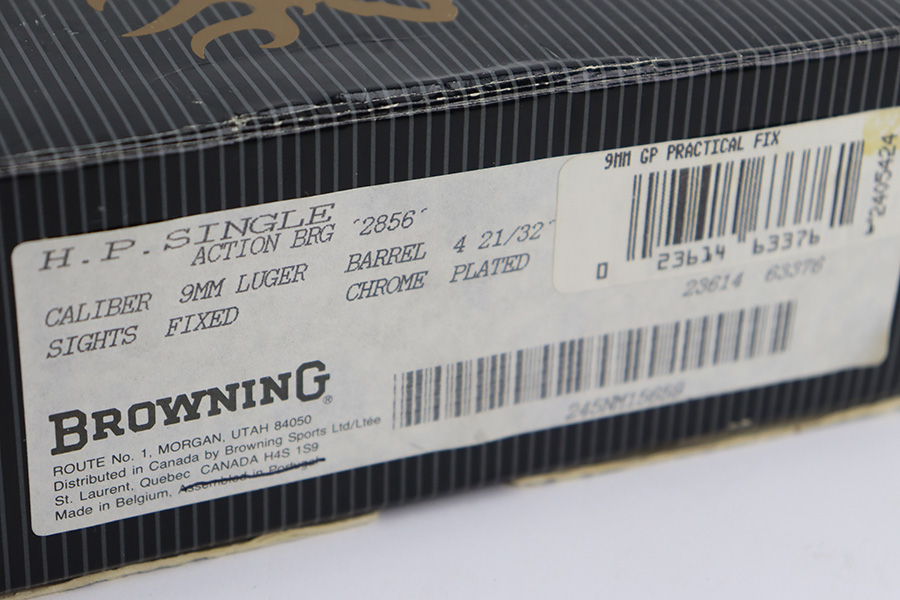 9MM GP PRACTICAL FIX
0 23614 63376
2405424
H.P. SINGLE
ACTION BRG "2856"
BARREL 4 21/32"
CALIBER 9MM LUGER
CHROME PLATED
SIGHTS FIXED
23614 63376
BROWNING®
ROUTE No. 1, MORGAN, UTAH 84050
Distributed in Canada by Browning Sports Ltd/Ltée
St. Laurent, Quebec CANADA H4S 1S9
Made in Belgium, Assembled in Portugal